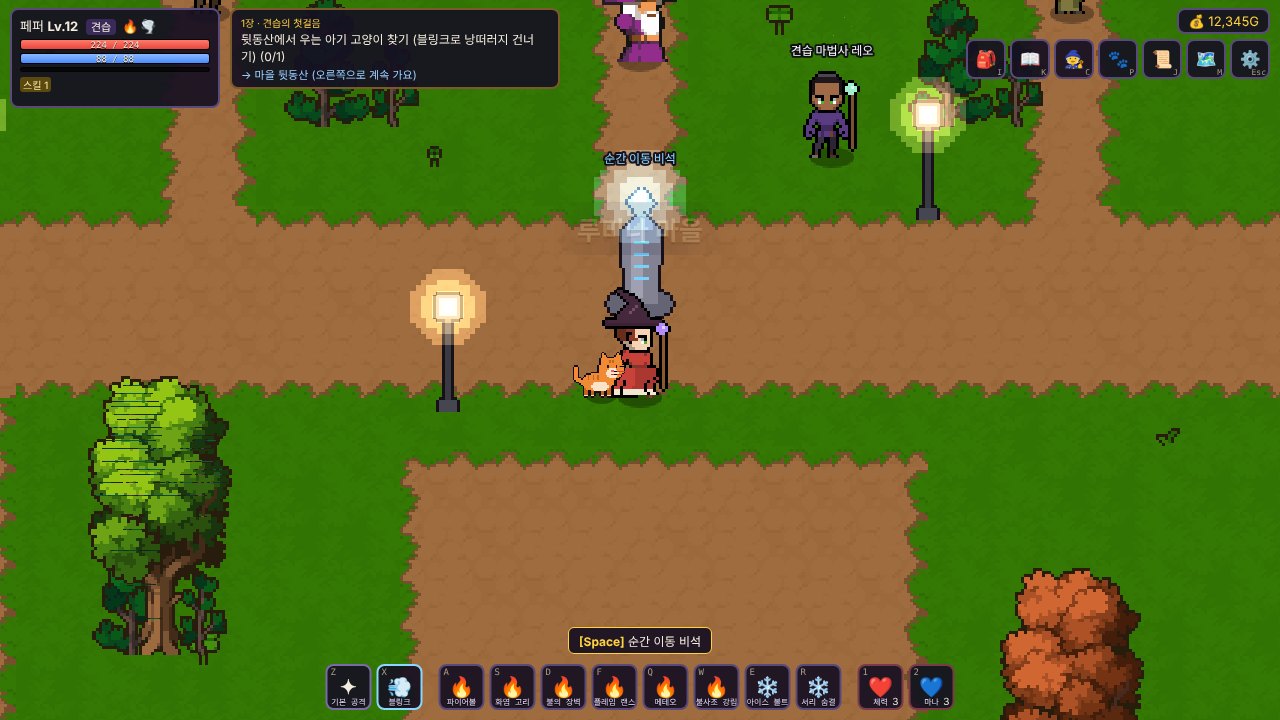 페퍼 Lv.12 견습
224 / 224
88 / 88
스킬 1
1장 · 견습의 첫걸음
뒷동산에서 우는 아기 고양이 찾기 (블링크로 낭떠러지 건너
기) (0/1)
→ 마을 뒷동산 (오른쪽으로 계속 가요)
12,345G
I K C P J M Esc
견습 마법사 레오
순간 이동 비석
마을
[Space] 순간 이동 비석
Z X A S D F Q W E R 1 2
기본 공격 블링크 파이어볼 화염 고리 불의 장벽 플레임 랜스 메테오 불사조 강림 아이스 볼트 서리 숨결 체력 3 마나 3